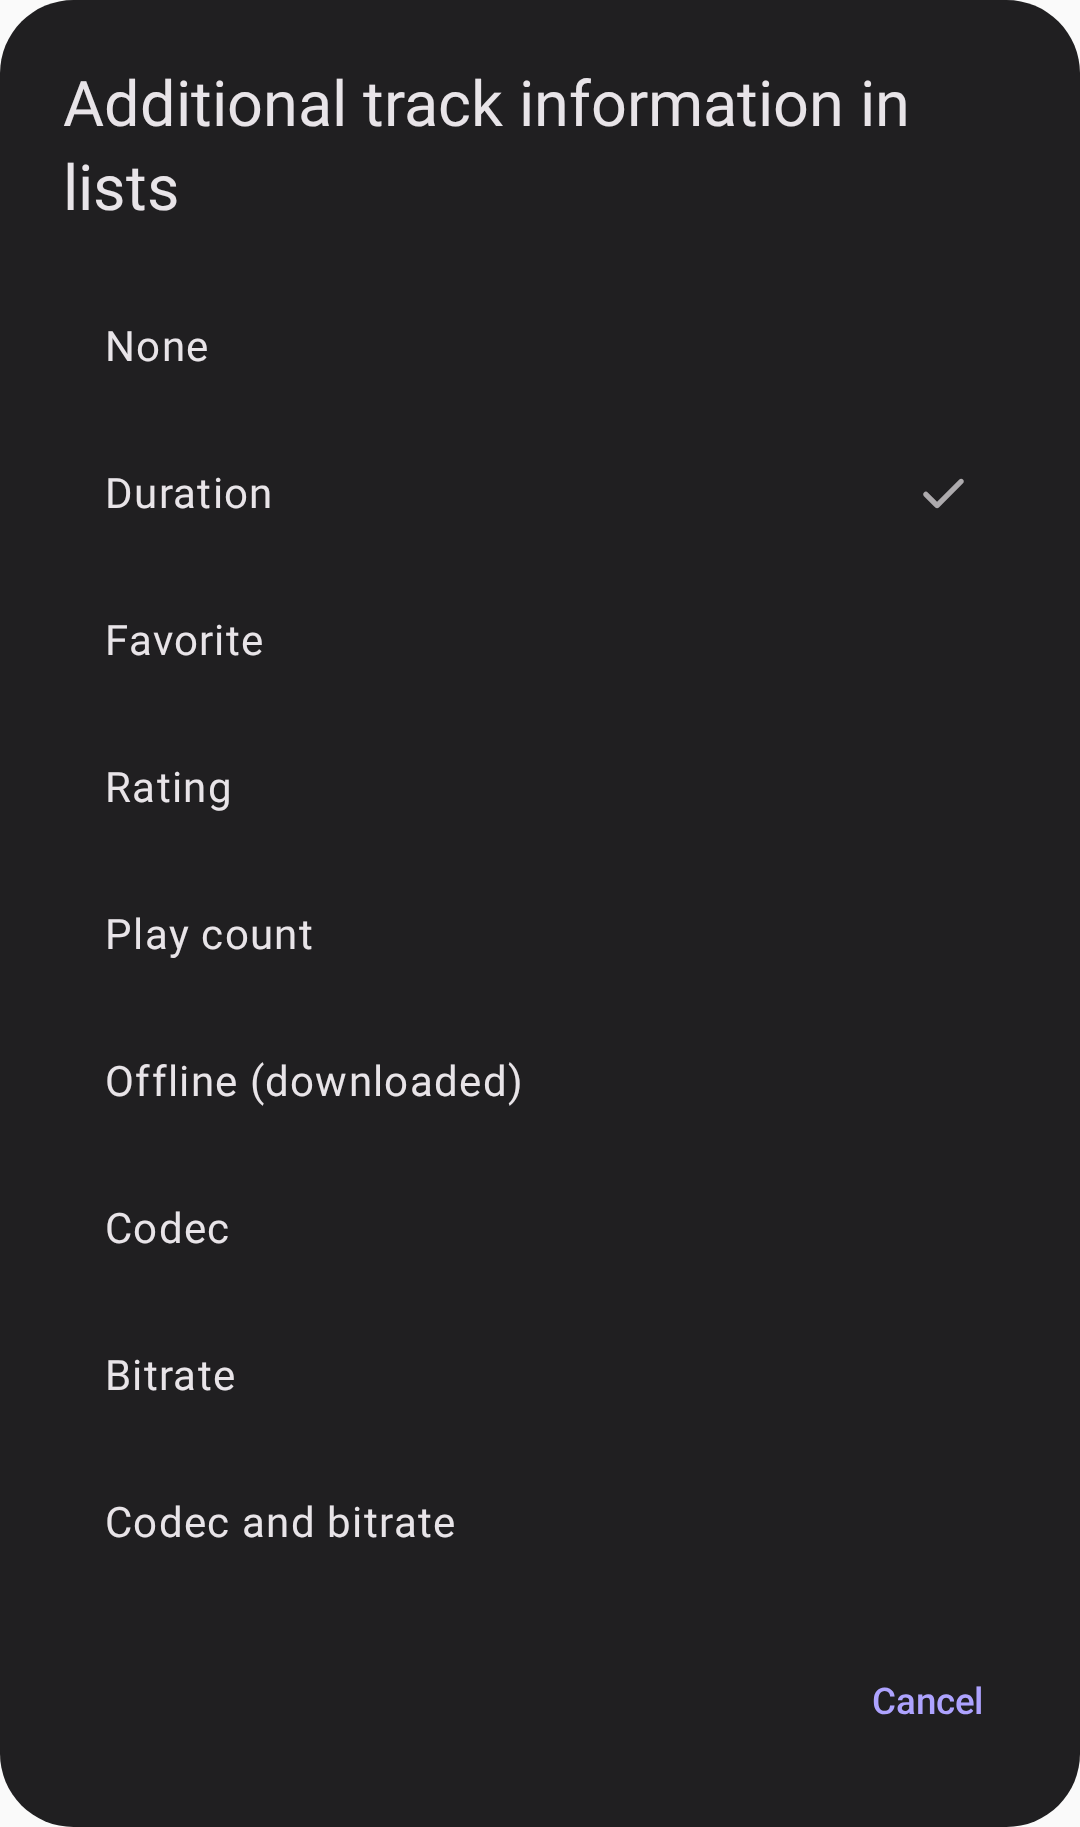 Additional track information in
lists
None
Duration
Favorite
Rating
Play count
Offline (downloaded)
Codec
Bitrate
Codec and bitrate
Cancel